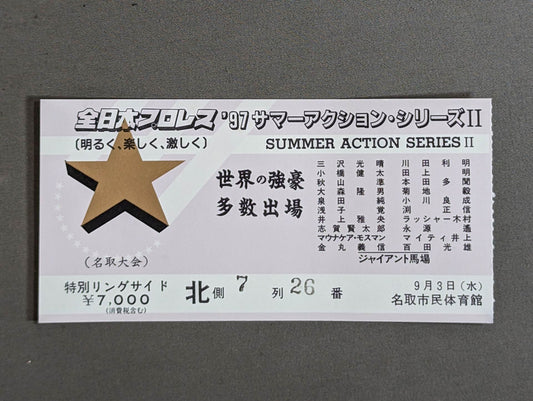 全日本プロレス '97 サマーアクション・シリーズII
〔明るく、楽しく、激しく〕 SUMMER ACTION SERIES II
世界の強豪
多数出場
三沢光晴 川田利明
小橋健太 田上明
秋山準 本田多聞
大森隆男 菊地毅
泉田純 小川良成
浅子覚 渕正信
井上雅央 ラッシャー木村
志賀賢太郎 永源遙
マウナケア・モスマン マイティ井上
金丸義信 百田光雄
ジャイアント馬場
(名取大会)
特別リングサイド
¥7,000
(消費税含む)
北側 7 列 26 番
9月3日(水)
名取市民体育館